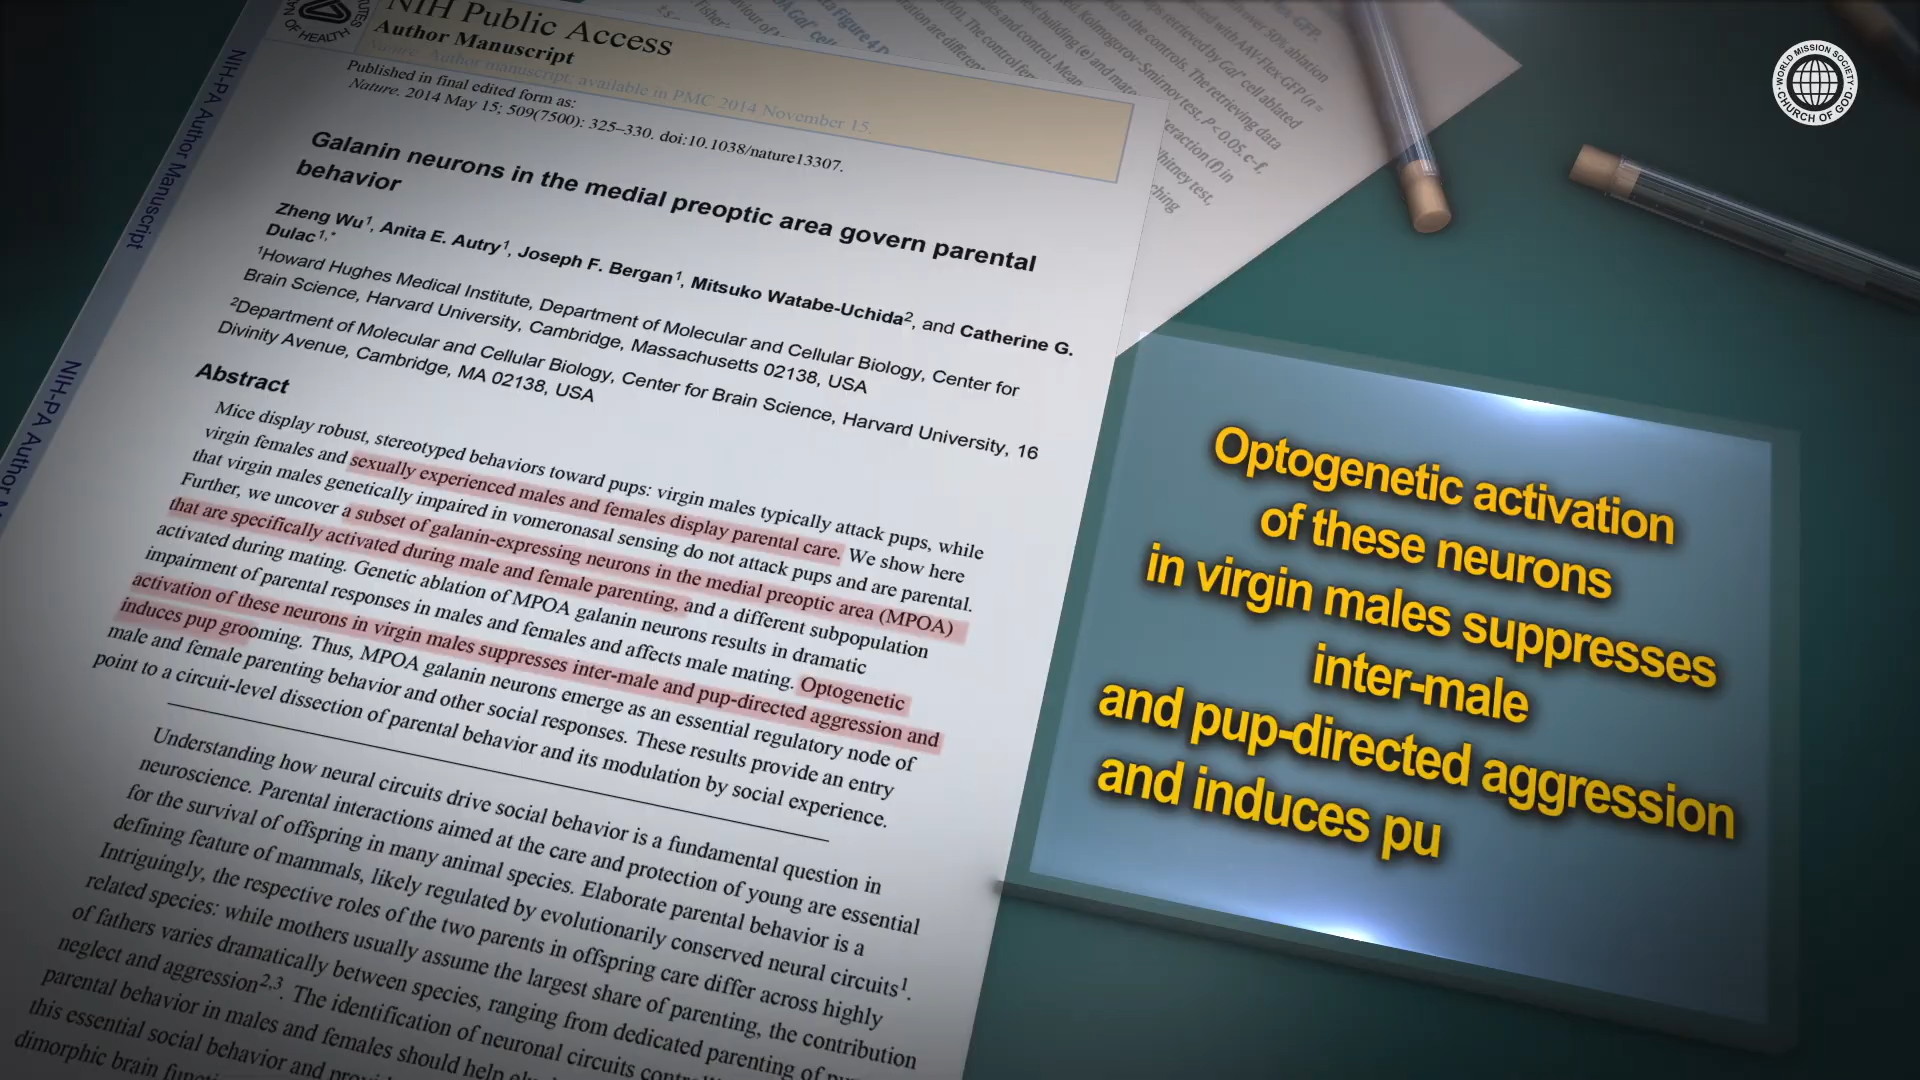 NIH Public Access
Author Manuscript
Nature. Author manuscript; available in PMC 2014 November 15.
Published in final edited form as:
Nature. 2014 May 15; 509(7500): 325–330. doi:10.1038/nature13307.
Galanin neurons in the medial preoptic area govern parental
behavior
Zheng Wu1, Anita E. Autry1, Joseph F. Bergan1, Mitsuko Watabe-Uchida2, and Catherine G.
Dulac1,*
1Howard Hughes Medical Institute, Department of Molecular and Cellular Biology, Center for
Brain Science, Harvard University, Cambridge, Massachusetts 02138, USA
2Department of Molecular and Cellular Biology, Center for Brain Science, Harvard University, 16
Divinity Avenue, Cambridge, MA 02138, USA
Abstract
Mice display robust, stereotyped behaviors toward pups: virgin males typically attack pups, while
virgin females and sexually experienced males and females display parental care. We show here
that virgin males genetically impaired in vomeronasal sensing do not attack pups and are parental.
Further, we uncover a subset of galanin-expressing neurons in the medial preoptic area (MPOA)
that are specifically activated during male and female parenting, and a different subpopulation
activated during mating. Genetic ablation of MPOA galanin neurons results in dramatic
impairment of parental responses in males and females and affects male mating. Optogenetic
activation of these neurons in virgin males suppresses inter-male and pup-directed aggression and
induces pup grooming. Thus, MPOA galanin neurons emerge as an essential regulatory node of
male and female parenting behavior and other social responses. These results provide an entry
point to a circuit-level dissection of parental behavior and its modulation by social experience.
Understanding how neural circuits drive social behavior is a fundamental question in
neuroscience. Parental interactions aimed at the care and protection of young are essential
for the survival of offspring in many animal species. Elaborate parental behavior is a
defining feature of mammals, likely regulated by evolutionarily conserved neural circuits1.
Intriguingly, the respective roles of the two parents in offspring care differ across highly
related species: while mothers usually assume the largest share of parenting, the contribution
of fathers varies dramatically between species, ranging from dedicated parenting of
neglect and aggression2,3. The identification of neuronal circuits
parental behavior in males and females should help
this essential social behavior and
dimorphic brain
NIH-PA Author Manuscript
NIH-PA Author
Optogenetic activation
of these neurons
in virgin males suppresses
inter-male
and pup-directed aggression
and induces pu
WORLD MISSION SOCIETY
CHURCH OF GOD
OF HEALTH